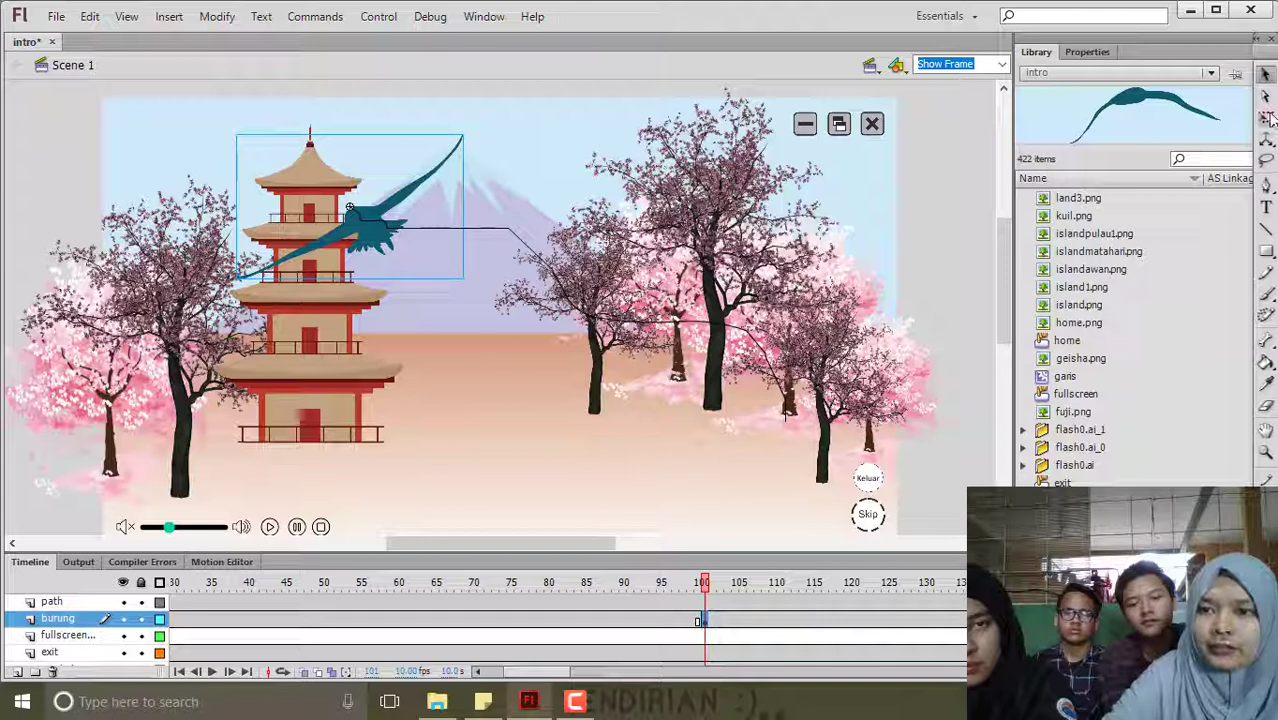 Fl File Edit View Insert Modify Text Commands Control Debug Window Help Essentials
intro* ×
Scene 1 Show Frame
Library Properties
intro
422 items
Name AS Linkag
land3.png
kuil.png
islandpulau1.png
islandmatahari.png
islandawan.png
island1.png
island.png
home.png
home
geisha.png
garis
fullscreen
fuji.png
flash0.ai_1
flash0.ai_0
flash0.ai
exit
Keluar
Skip
Timeline Output Compiler Errors Motion Editor
30 35 40 45 50 55 60 65 70 75 80 85 90 95 100 105 110 115 120 125 13
path
burung
fullscreen...
exit
101 10.00 fps 10.0 s
Type here to search
ENDIRIAN :)